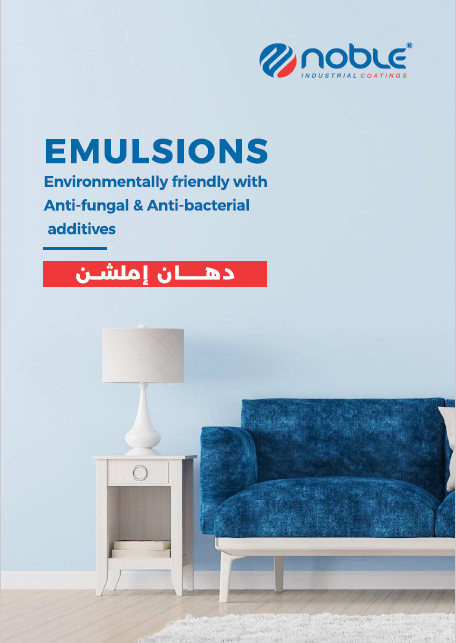 noble®
INDUSTRIAL COATINGS
EMULSIONS
Environmentally friendly with
Anti-fungal & Anti-bacterial
additives
دهـــان إملشـن